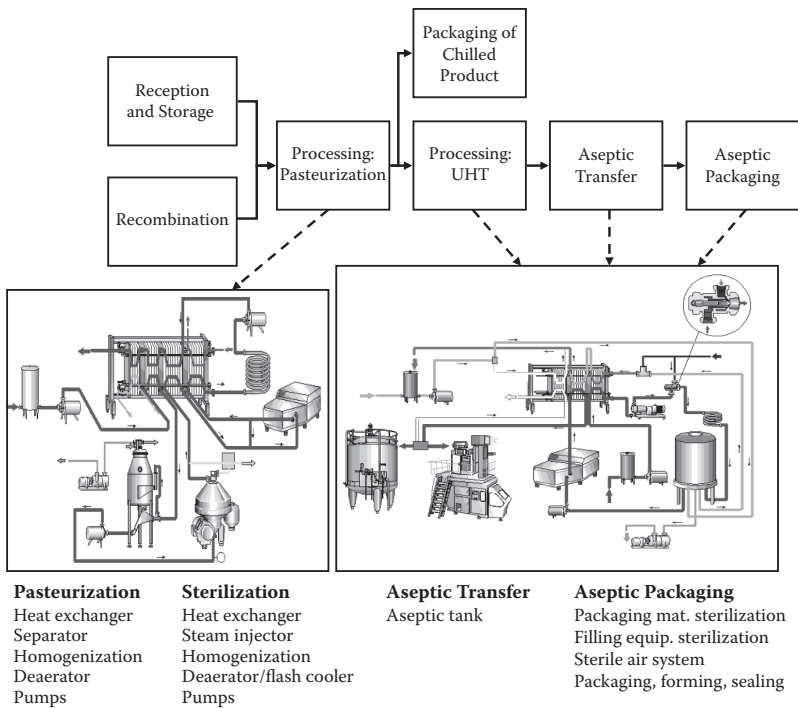 Packaging of
Chilled
Product
Reception
and Storage
Processing:
Pasteurization
Processing:
UHT
Aseptic
Transfer
Aseptic
Packaging
Recombination
Pasteurization
Heat exchanger
Separator
Homogenization
Deaerator
Pumps
Sterilization
Heat exchanger
Steam injector
Homogenization
Deaerator/flash cooler
Pumps
Aseptic Transfer
Aseptic tank
Aseptic Packaging
Packaging mat. sterilization
Filling equip. sterilization
Sterile air system
Packaging, forming, sealing